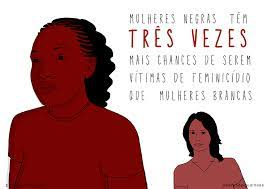 MULHERES NEGRAS TÊM
TRÊS VEZES
MAIS CHANCES DE SEREM
VÍTIMAS DE FEMINICÍDIO
QUE MULHERES BRANCAS